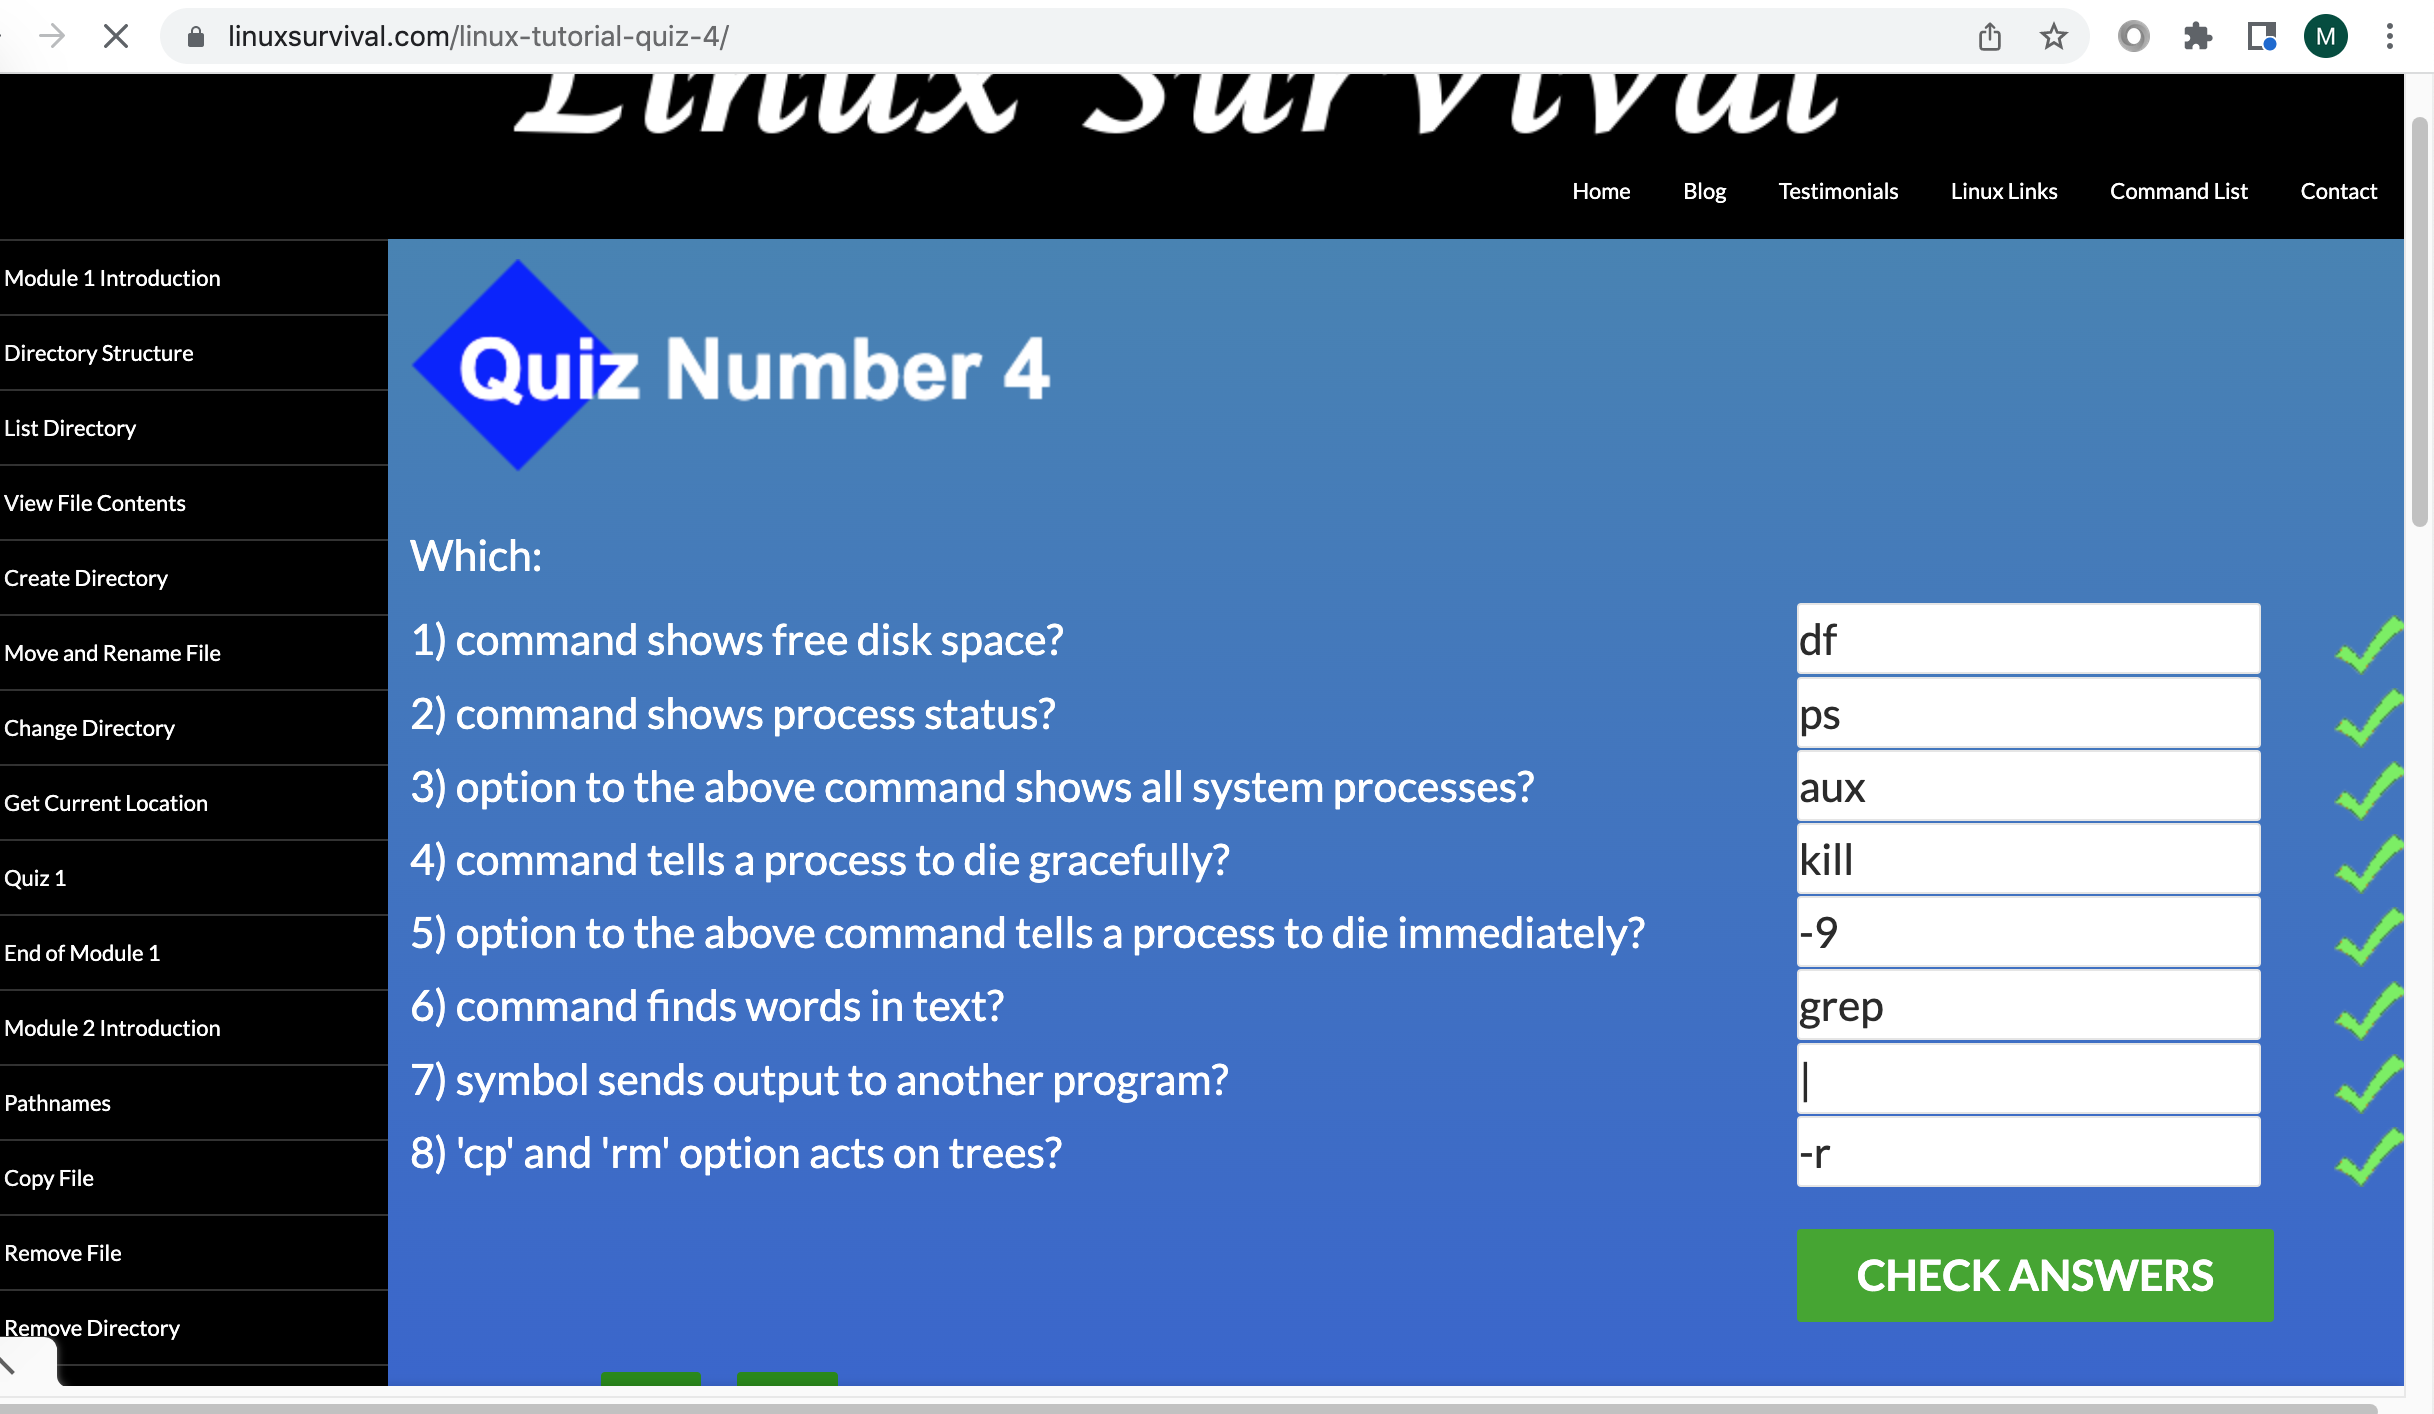 linuxsurvival.com/linux-tutorial-quiz-4/
M
Linux Survival
Home Blog Testimonials Linux Links Command List Contact
Module 1 Introduction
Directory Structure
List Directory
View File Contents
Create Directory
Move and Rename File
Change Directory
Get Current Location
Quiz 1
End of Module 1
Module 2 Introduction
Pathnames
Copy File
Remove File
Remove Directory
Quiz Number 4
Which:
1) command shows free disk space? df
2) command shows process status? ps
3) option to the above command shows all system processes? aux
4) command tells a process to die gracefully? kill
5) option to the above command tells a process to die immediately? -9
6) command finds words in text? grep
7) symbol sends output to another program? |
8) 'cp' and 'rm' option acts on trees? -r
CHECK ANSWERS